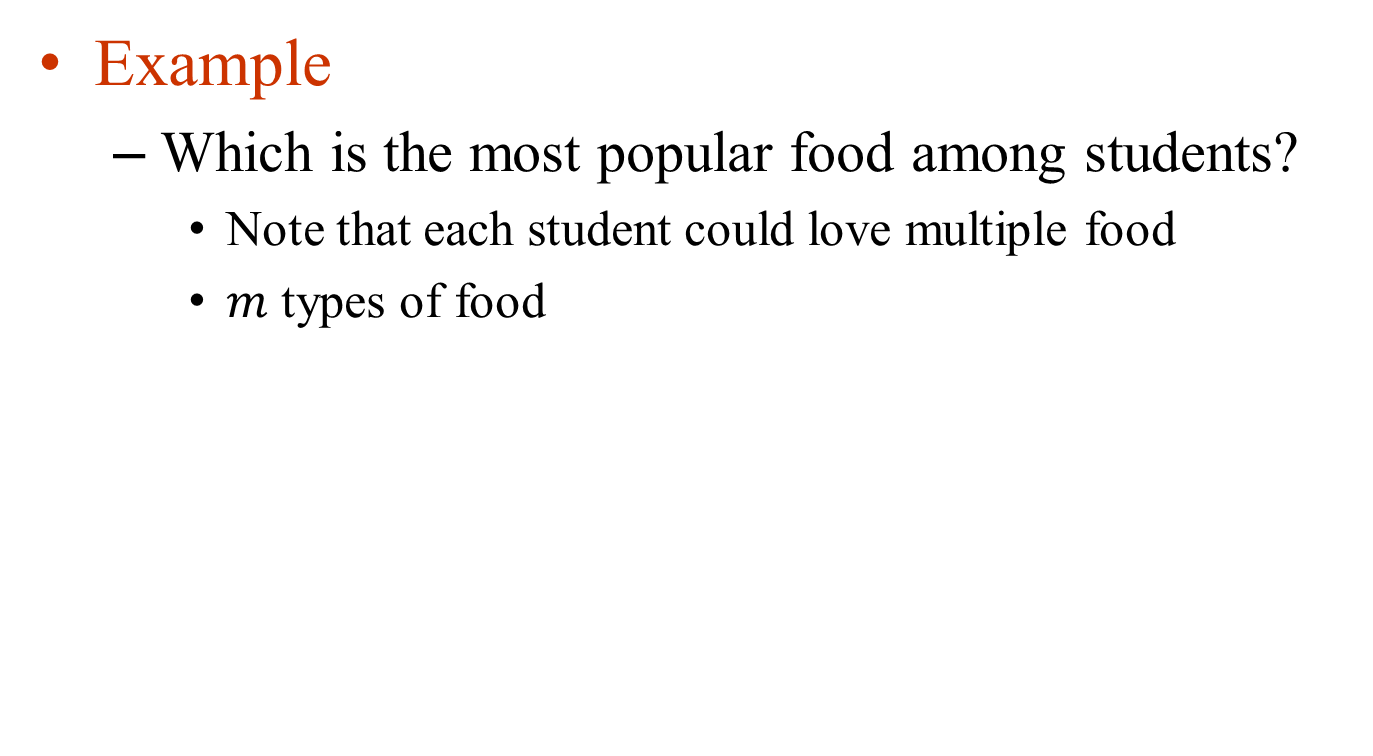 • Example
– Which is the most popular food among students?
• Note that each student could love multiple food
• m types of food